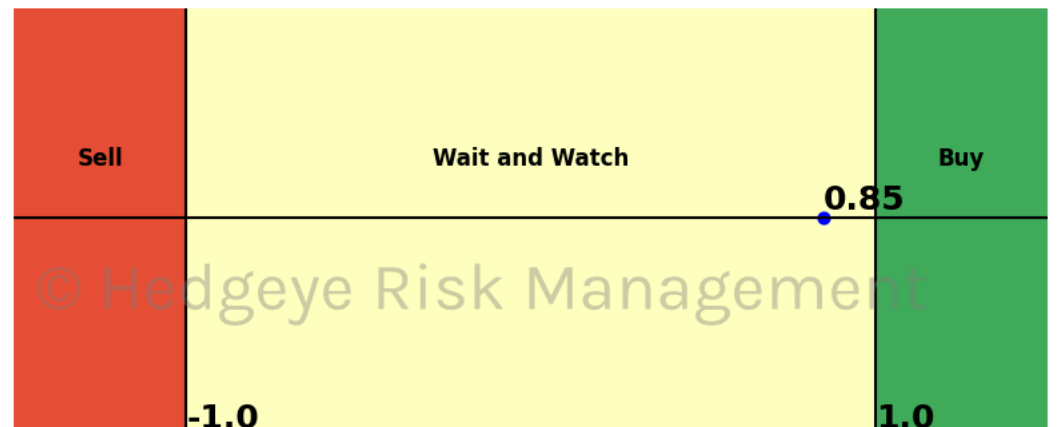 Sell
Wait and Watch
Buy
0.85
© Hedgeye Risk Management
-1.0
1.0